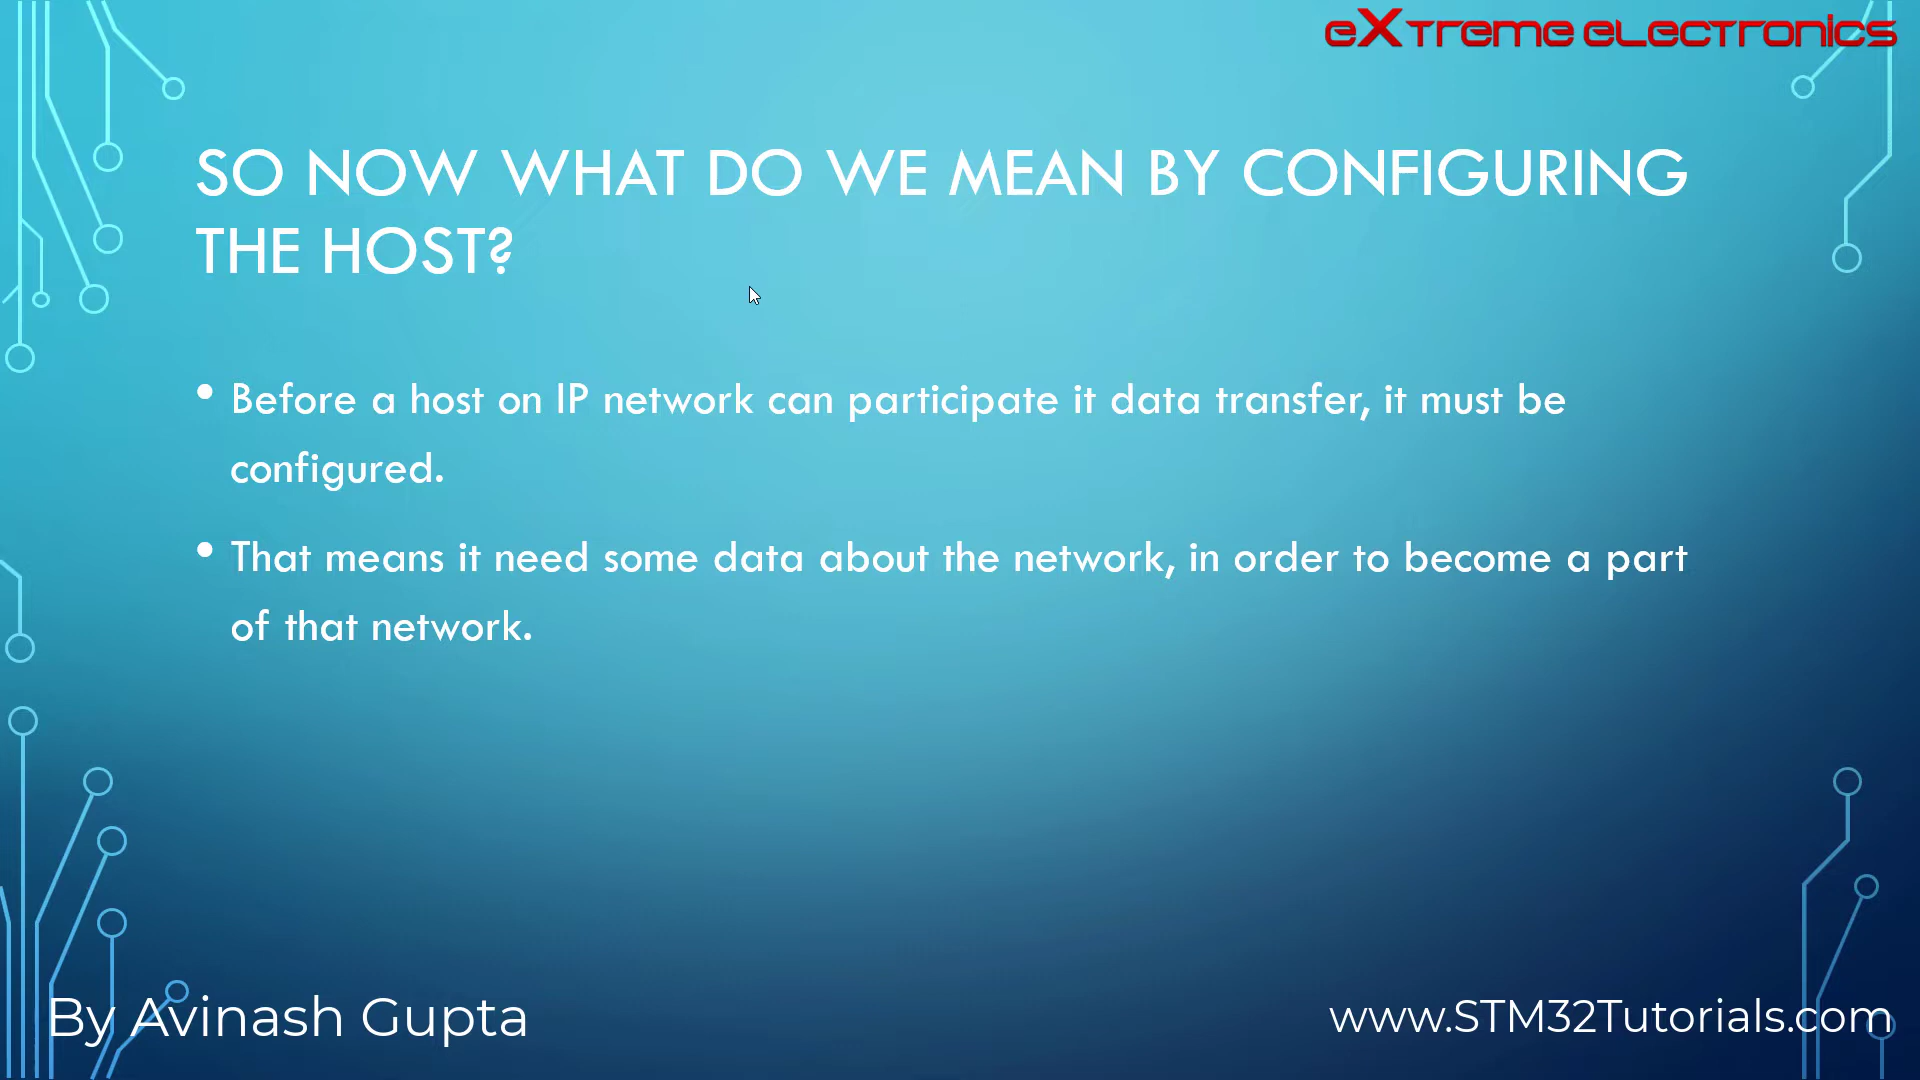 eXtreme eLectronics
SO NOW WHAT DO WE MEAN BY CONFIGURING
THE HOST?
• Before a host on IP network can participate it data transfer, it must be
configured.
• That means it need some data about the network, in order to become a part
of that network.
By Avinash Gupta
www.STM32Tutorials.com